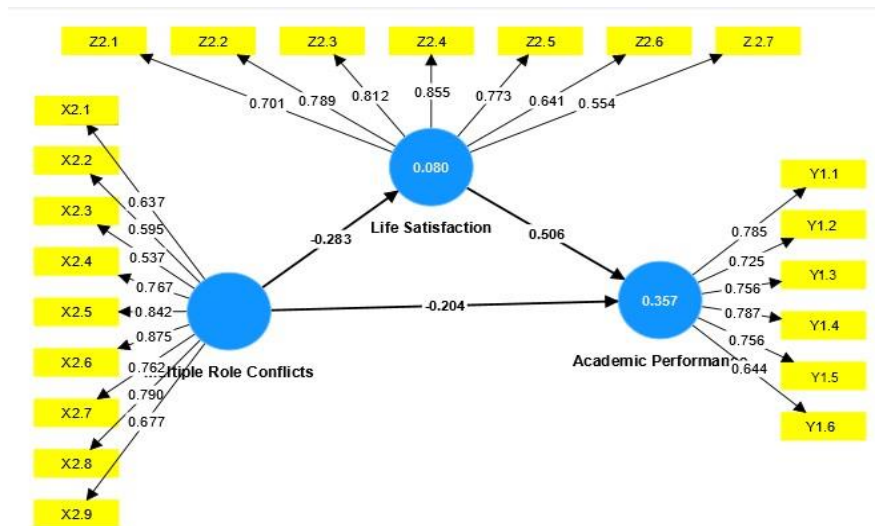 Z2.1 Z2.2 Z2.3 Z2.4 Z2.5 Z2.6 Z.2.7
0.701 0.789 0.812 0.855 0.773 0.641 0.554
X2.1
X2.2
X2.3
X2.4
X2.5
X2.6
X2.7
X2.8
X2.9
0.637
0.595
0.537
0.767
0.842
0.875
0.762
0.790
0.677
Role Conflicts
-0.283
0.080
Life Satisfaction
0.506
-0.204
0.357
Academic
0.785
0.725
0.756
0.787
0.756
0.644
Y1.1
Y1.2
Y1.3
Y1.4
Y1.5
Y1.6